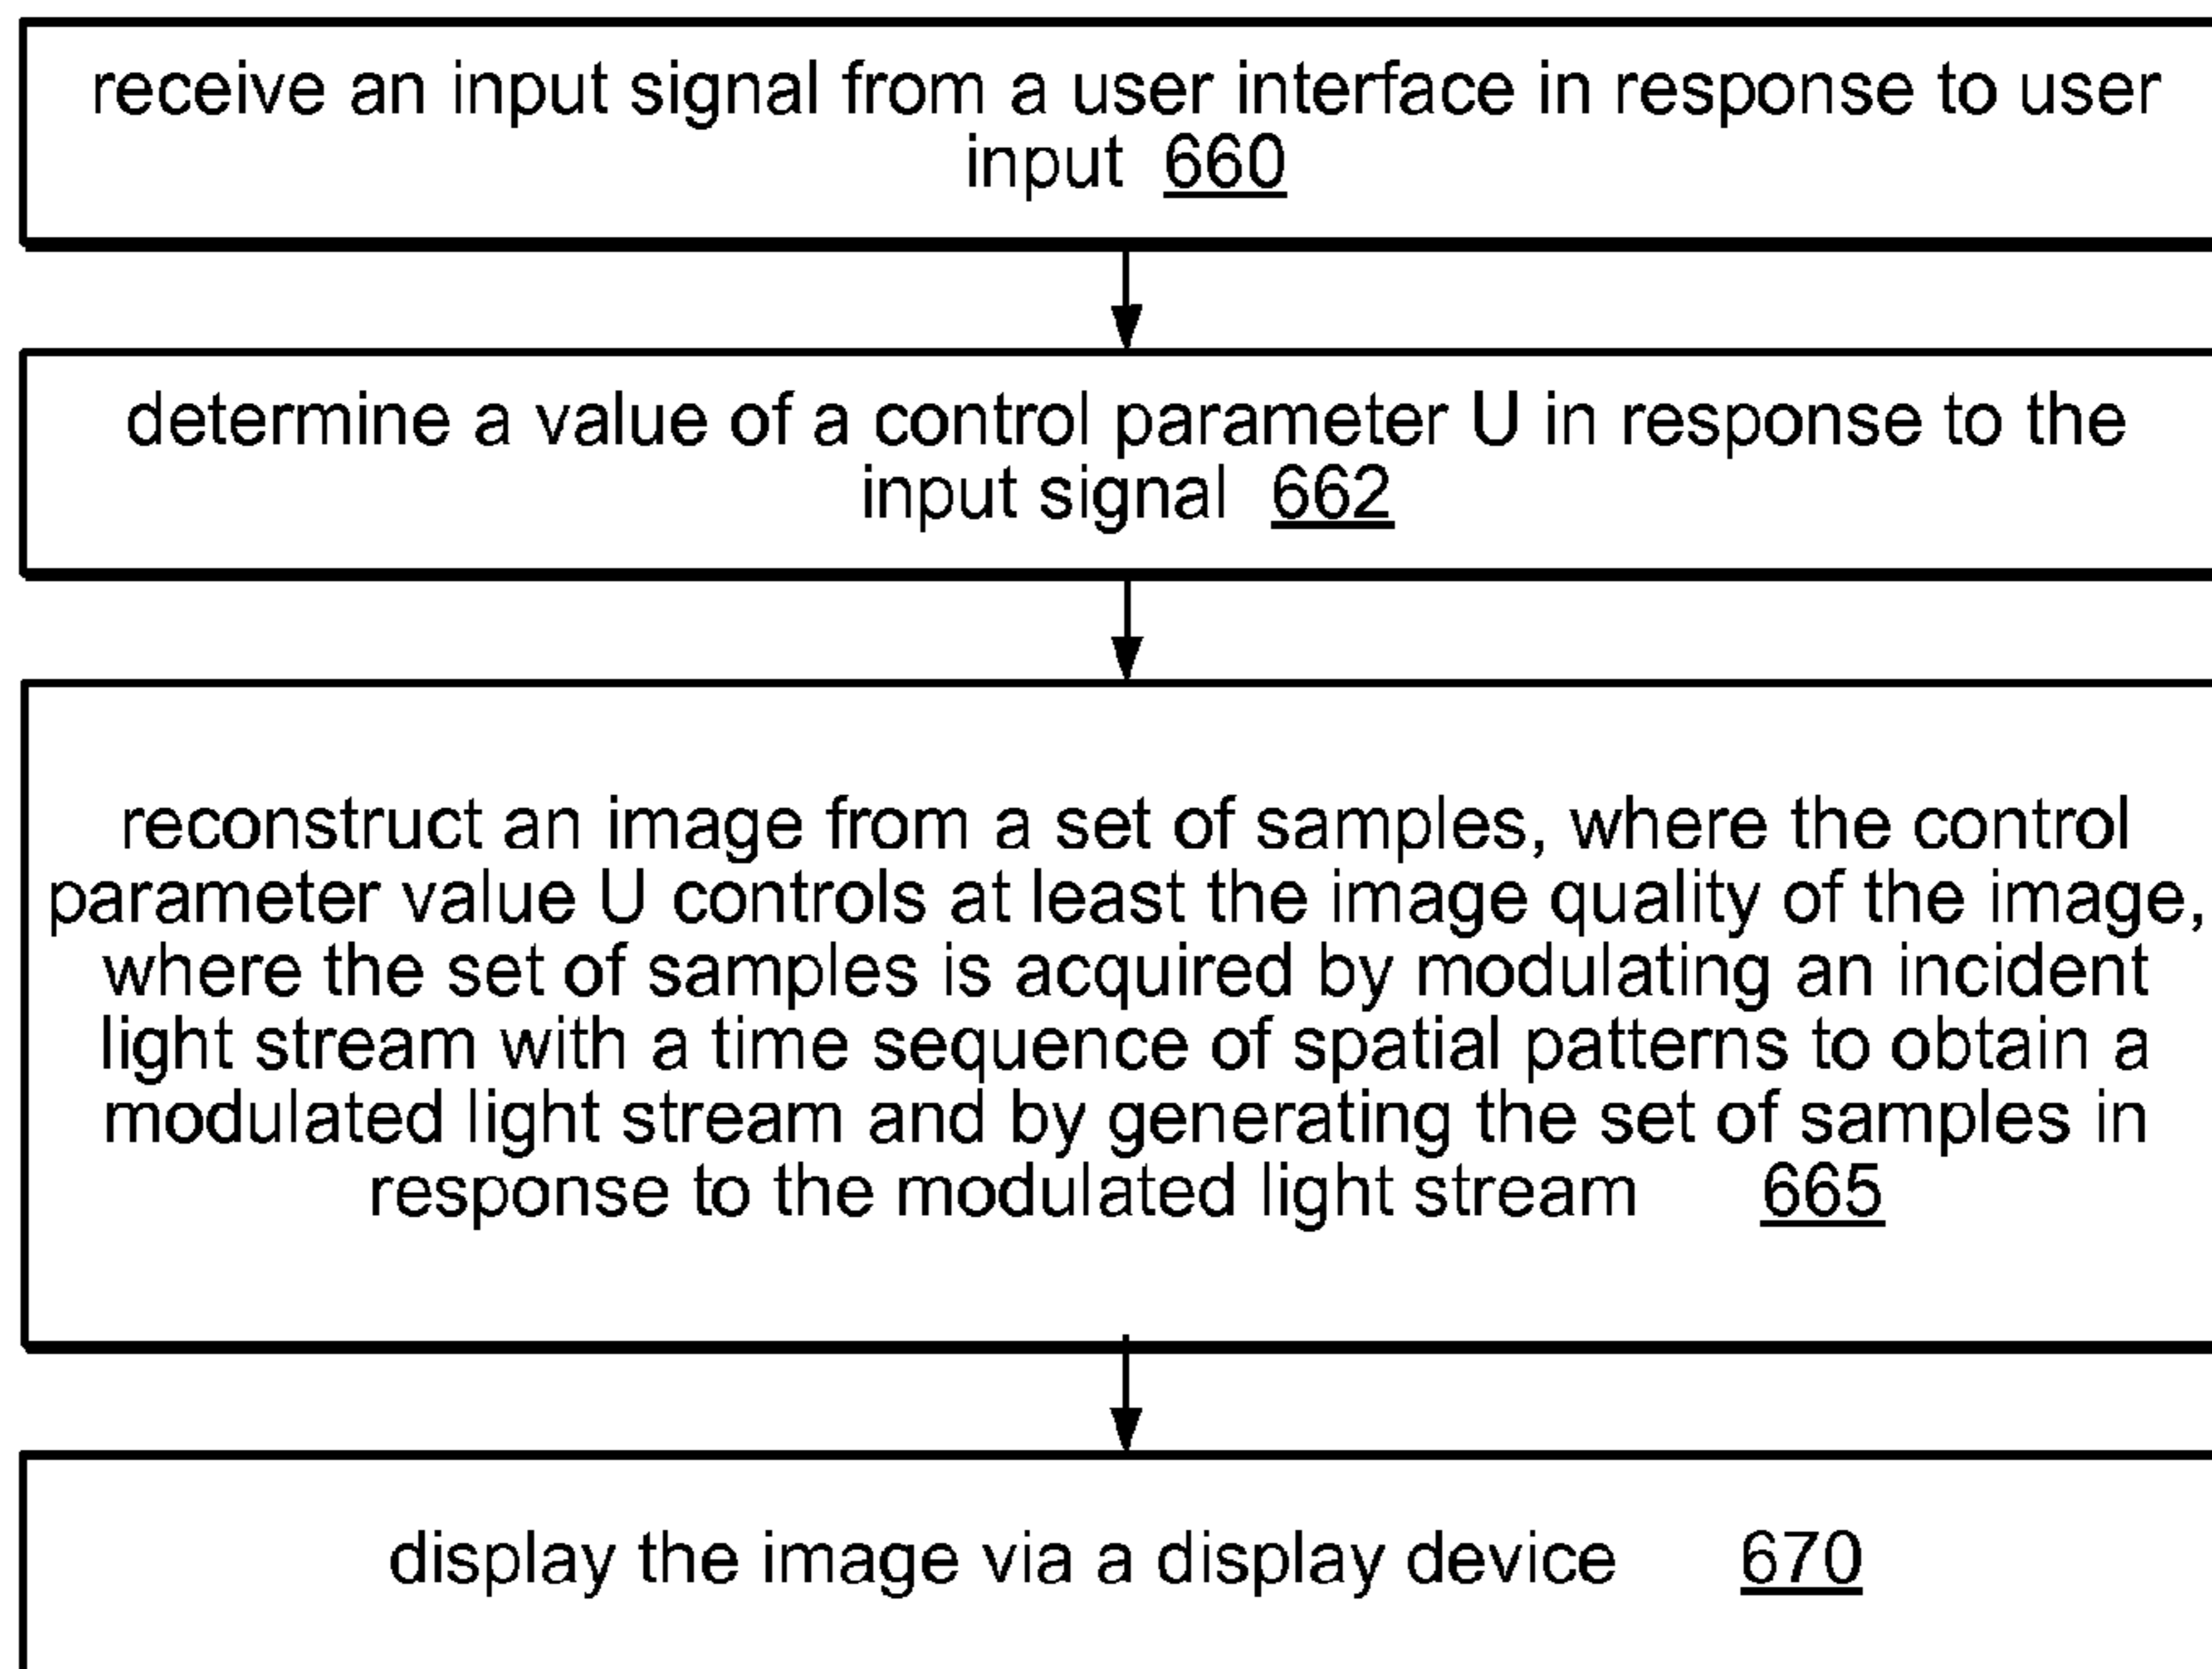 receive an input signal from a user interface in response to user
input 660
determine a value of a control parameter U in response to the
input signal 662
reconstruct an image from a set of samples, where the control
parameter value U controls at least the image quality of the image,
where the set of samples is acquired by modulating an incident
light stream with a time sequence of spatial patterns to obtain a
modulated light stream and by generating the set of samples in
response to the modulated light stream 665
display the image via a display device 670